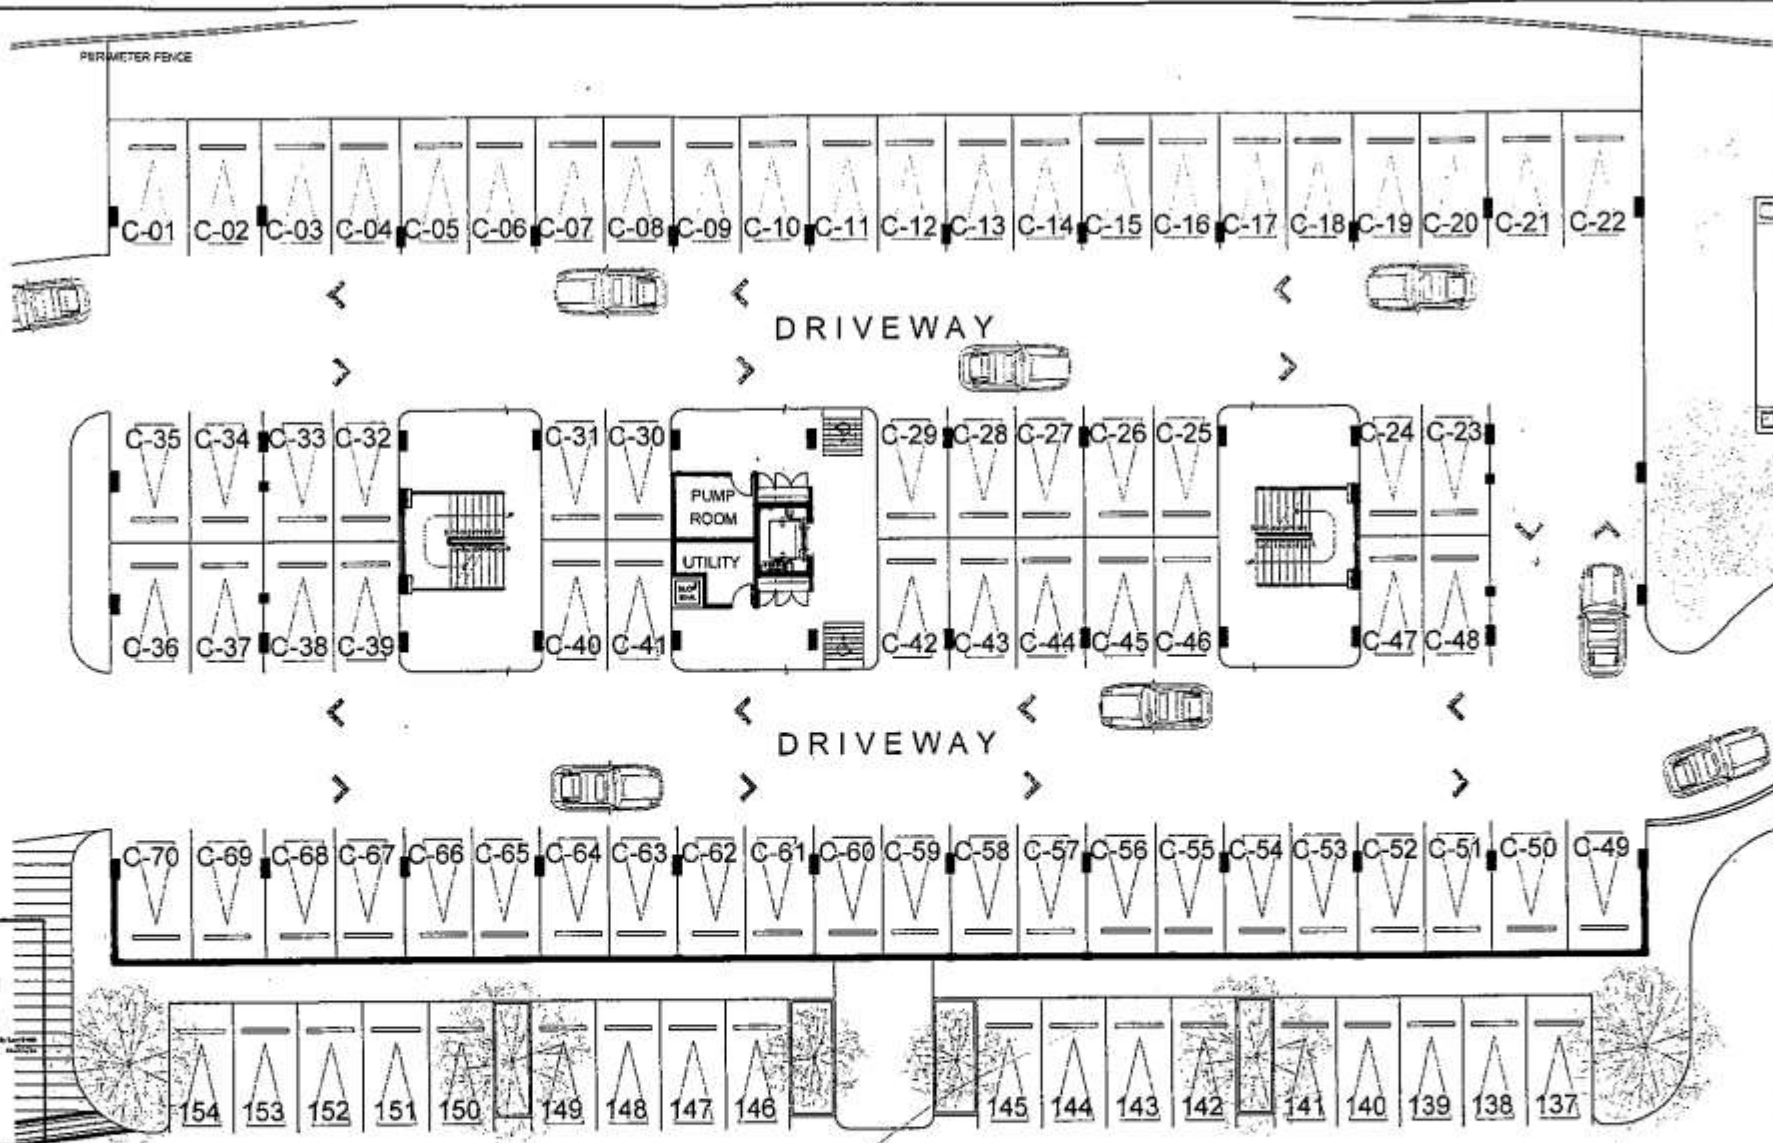 PERIMETER FENCE
C-01 C-02 C-03 C-04 C-05 C-06 C-07 C-08 C-09 C-10 C-11 C-12 C-13 C-14 C-15 C-16 C-17 C-18 C-19 C-20 C-21 C-22
DRIVEWAY
C-35 C-34 C-33 C-32 C-31 C-30 C-29 C-28 C-27 C-26 C-25 C-24 C-23
PUMP
ROOM
UTILITY
C-36 C-37 C-38 C-39 C-40 C-41 C-42 C-43 C-44 C-45 C-46 C-47 C-48
DRIVEWAY
C-70 C-69 C-68 C-67 C-66 C-65 C-64 C-63 C-62 C-61 C-60 C-59 C-58 C-57 C-56 C-55 C-54 C-53 C-52 C-51 C-50 C-49
154 153 152 151 150 149 148 147 146 145 144 143 142 141 140 139 138 137